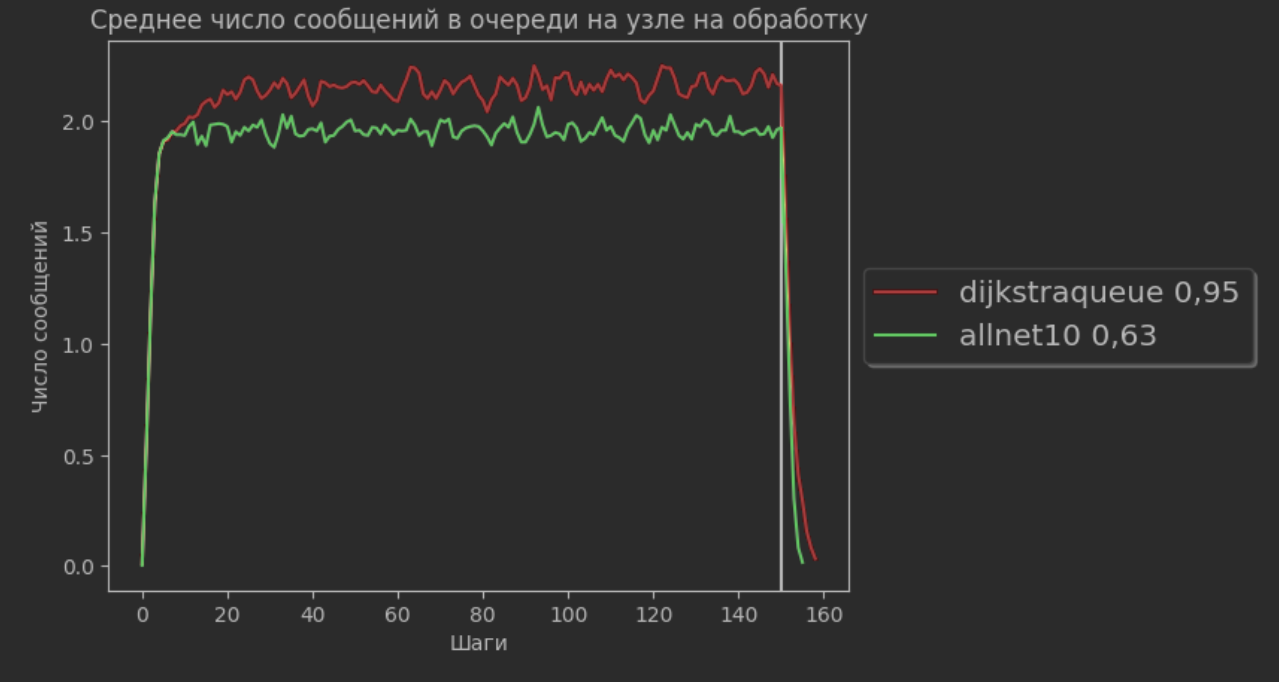 Среднее число сообщений в очереди на узле на обработку
Число сообщений
2.0
1.5
1.0
0.5
0.0
0 20 40 60 80 100 120 140 160
Шаги
dijkstraqueue 0,95
allnet10 0,63